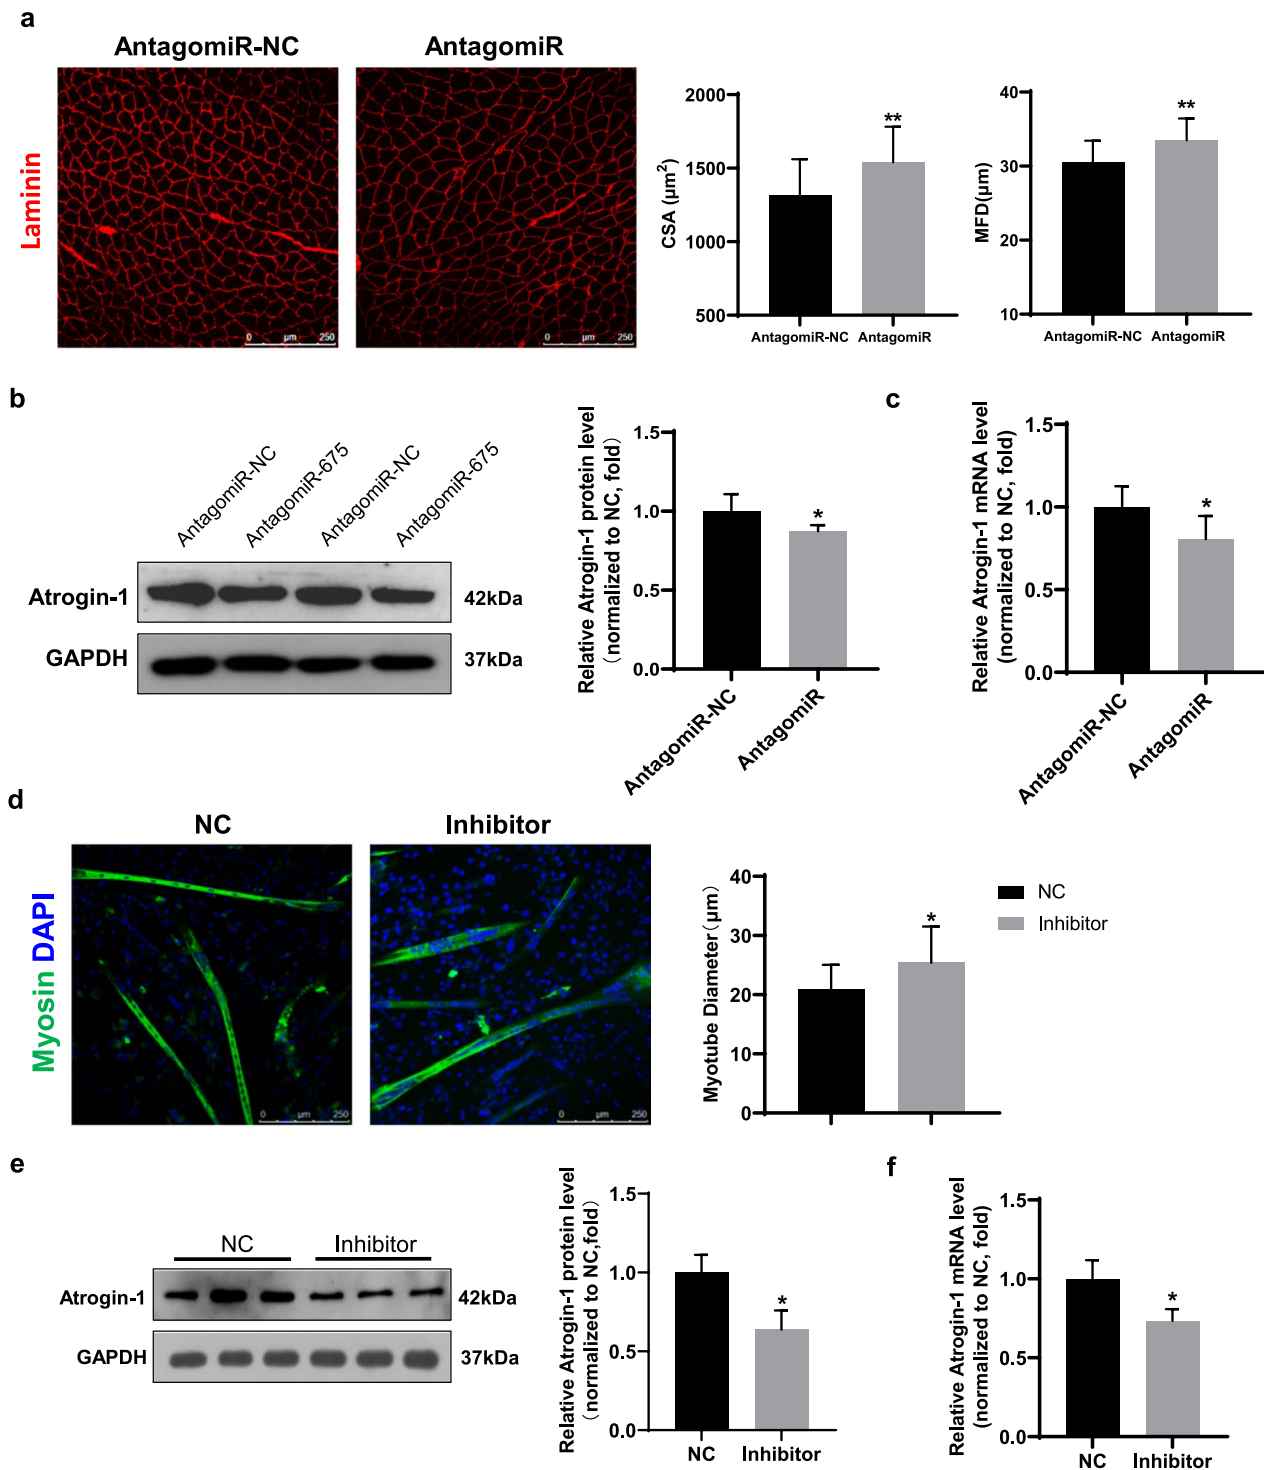 a
AntagomiR-NC
AntagomiR
Laminin
0 µm 250
0 µm 250
CSA (µm²)
2000
1500
1000
500
**
AntagomiR-NC AntagomiR
MFD(µm)
40
30
20
10
**
AntagomiR-NC AntagomiR
b
AntagomiR-NC
AntagomiR-675
AntagomiR-NC
AntagomiR-675
Atrogin-1
42kDa
GAPDH
37kDa
Relative Atrogin-1 protein level
(normalized to NC, fold)
1.5
1.0
0.5
0.0
*
AntagomiR-NC
AntagomiR
c
Relative Atrogin-1 mRNA level
(normalized to NC, fold)
1.5
1.0
0.5
0.0
*
AntagomiR-NC
AntagomiR
d
NC
Inhibitor
Myosin DAPI
0 µm 250
0 µm 250
Myotube Diameter(µm)
40
30
20
10
0
*
NC
Inhibitor
e
NC
Inhibitor
Atrogin-1
42kDa
GAPDH
37kDa
Relative Atrogin-1 protein level
(normalized to NC,fold)
1.5
1.0
0.5
0.0
*
NC Inhibitor
f
Relative Atrogin-1 mRNA level
(normalized to NC, fold)
1.5
1.0
0.5
0.0
*
NC Inhibitor